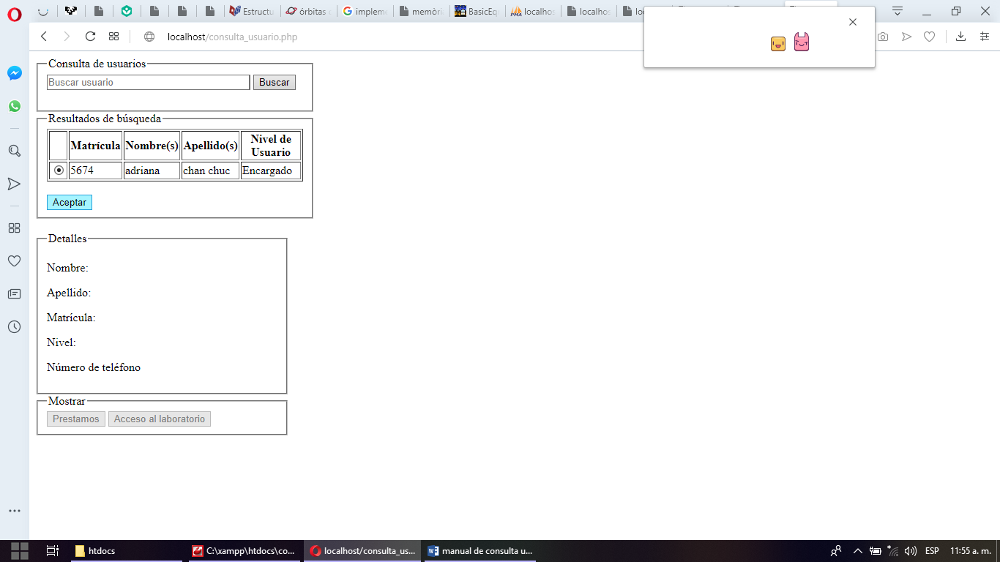 Estructu
órbitas
impleme
memòri
BasicEq
localhos
localhos
localhost/consulta_usuario.php
Consulta de usuarios
Buscar usuario
Buscar
Resultados de búsqueda
Matrícula Nombre(s) Apellido(s) Nivel de
Usuario
5674 adriana chan chuc Encargado
Aceptar
Detalles
Nombre:
Apellido:
Matrícula:
Nivel:
Número de teléfono
Mostrar
Prestamos Acceso al laboratorio
htdocs
C:\xampp\htdocs\co...
localhost/consulta_us...
manual de consulta u...
ESP
11:55 a. m.